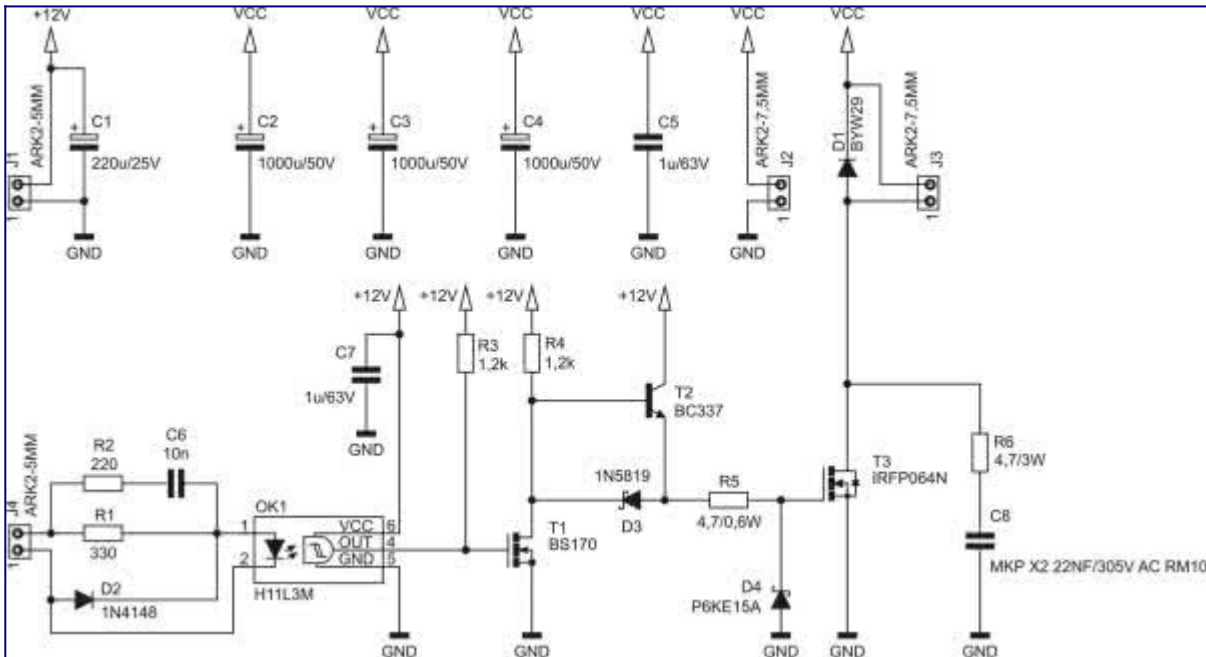 +12V
VCC
VCC
VCC
VCC
VCC
VCC
J1
ARK2-5MM
1
+
C1
220u/25V
GND
+
C2
1000u/50V
GND
+
C3
1000u/50V
GND
+
C4
1000u/50V
GND
C5
1u/63V
GND
ARK2-7,5MM
J2
1
GND
D1
BYW29
ARK2-7,5MM
J3
1
+12V
+12V
+12V
+12V
C7
1u/63V
GND
R3
1,2k
R4
1,2k
T2
BC337
J4
ARK2-5MM
1
R2
220
C6
10n
R1
330
D2
1N4148
OK1
1
2
VCC
OUT
GND
6
4
5
H11L3M
GND
T1
BS170
GND
1N5819
D3
R5
4,7/0,6W
D4
P6KE15A
GND
T3
IRFP064N
GND
R6
4,7/3W
C8
MKP X2 22NF/305V AC RM10
GND